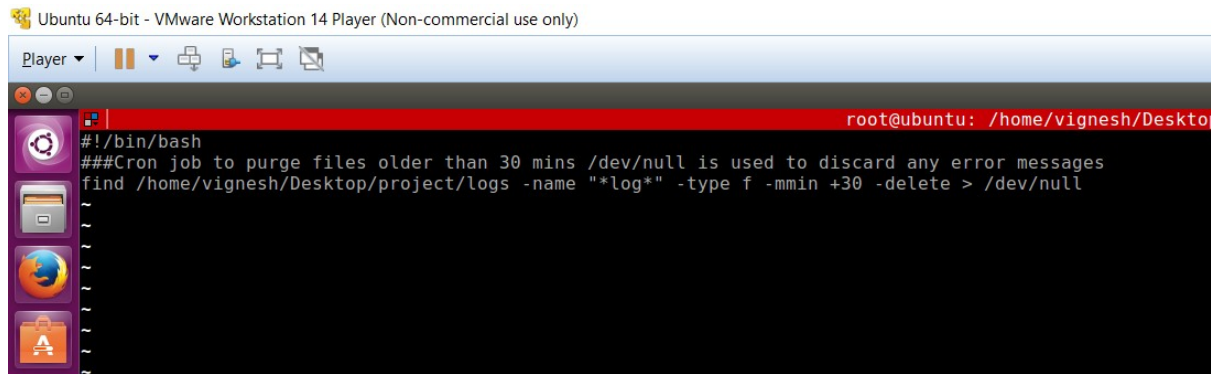 Ubuntu 64-bit - VMware Workstation 14 Player (Non-commercial use only)
Player
root@ubuntu: /home/vignesh/Deskto
#!/bin/bash
###Cron job to purge files older than 30 mins /dev/null is used to discard any error messages
find /home/vignesh/Desktop/project/logs -name "*log*" -type f -mmin +30 -delete > /dev/null
~
~
~
~
~
~
~
~
~